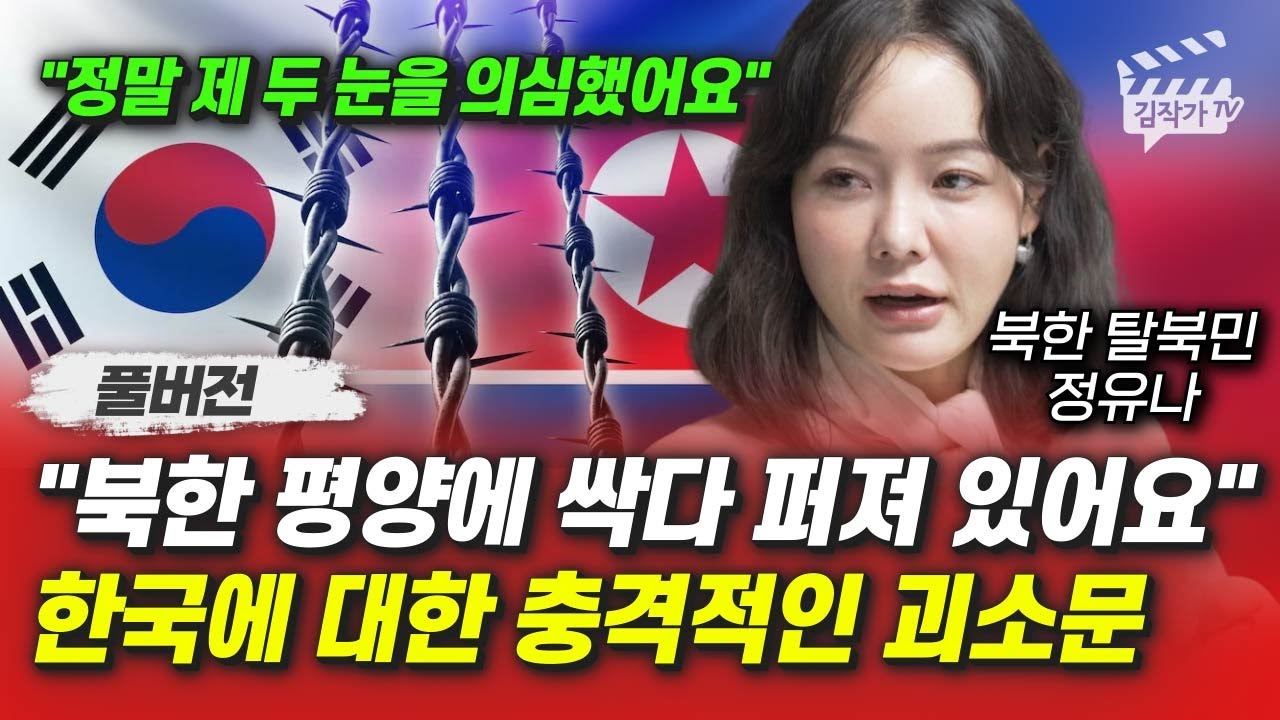 "정말 제 두 눈을 의심했어요"
김작가 TV
북한 탈북민
정유나
풀버전
"북한 평양에 싹다 퍼져 있어요"
한국에 대한 충격적인 괴소문